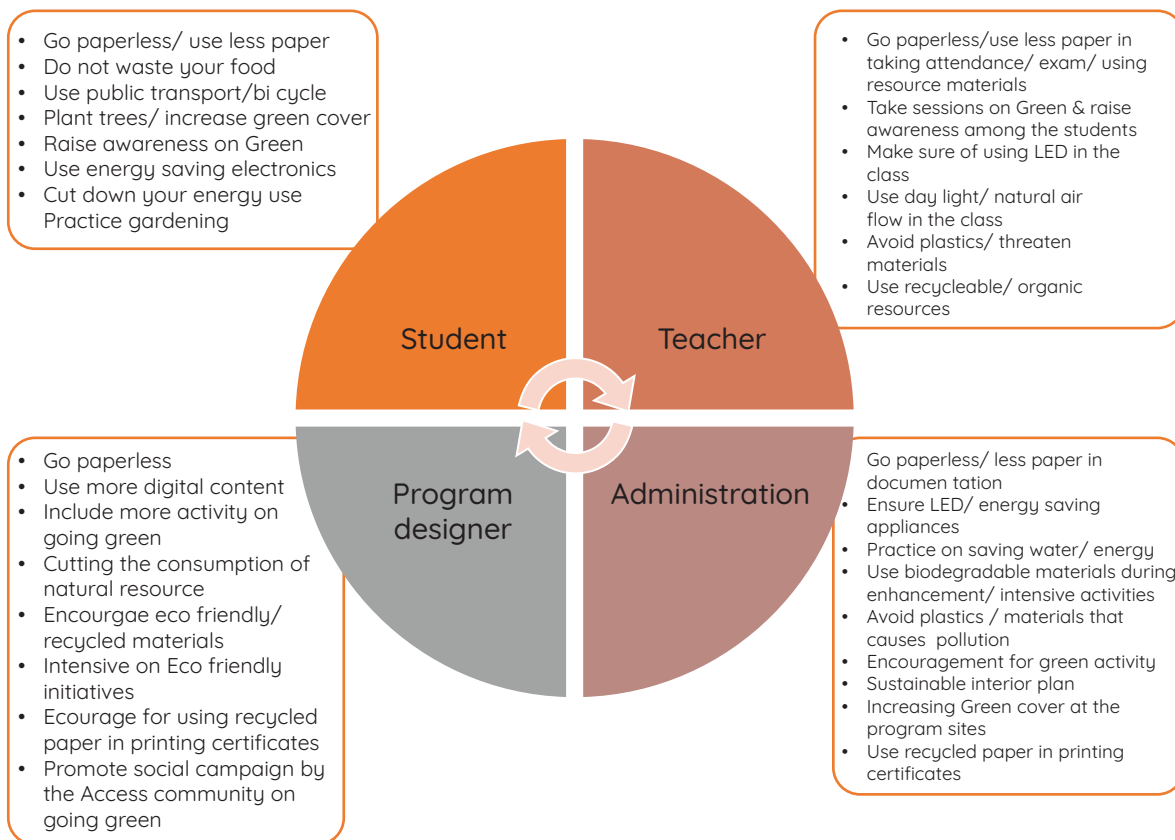 • Go paperless/ use less paper
• Do not waste your food
• Use public transport/bi cycle
• Plant trees/ increase green cover
• Raise awareness on Green
• Use energy saving electronics
• Cut down your energy use
Practice gardening
• Go paperless/use less paper in
taking attendance/ exam/ using
resource materials
• Take sessions on Green & raise
awareness among the students
• Make sure of using LED in the
class
• Use day light/ natural air
flow in the class
• Avoid plastics/ threaten
materials
• Use recycleable/ organic
resources
Student
Teacher
Program
designer
Administration
• Go paperless
• Use more digital content
• Include more activity on
going green
• Cutting the consumption of
natural resource
• Encourgae eco friendly/
recycled materials
• Intensive on Eco friendly
initiatives
• Ecourage for using recycled
paper in printing certificates
• Promote social campaign by
the Access community on
going green
Go paperless/ less paper in
documen tation
• Ensure LED/ energy saving
appliances
• Practice on saving water/ energy
• Use biodegradable materials during
enhancement/ intensive activities
• Avoid plastics / materials that
causes pollution
• Encouragement for green activity
• Sustainable interior plan
• Increasing Green cover at the
program sites
• Use recycled paper in printing
certificates